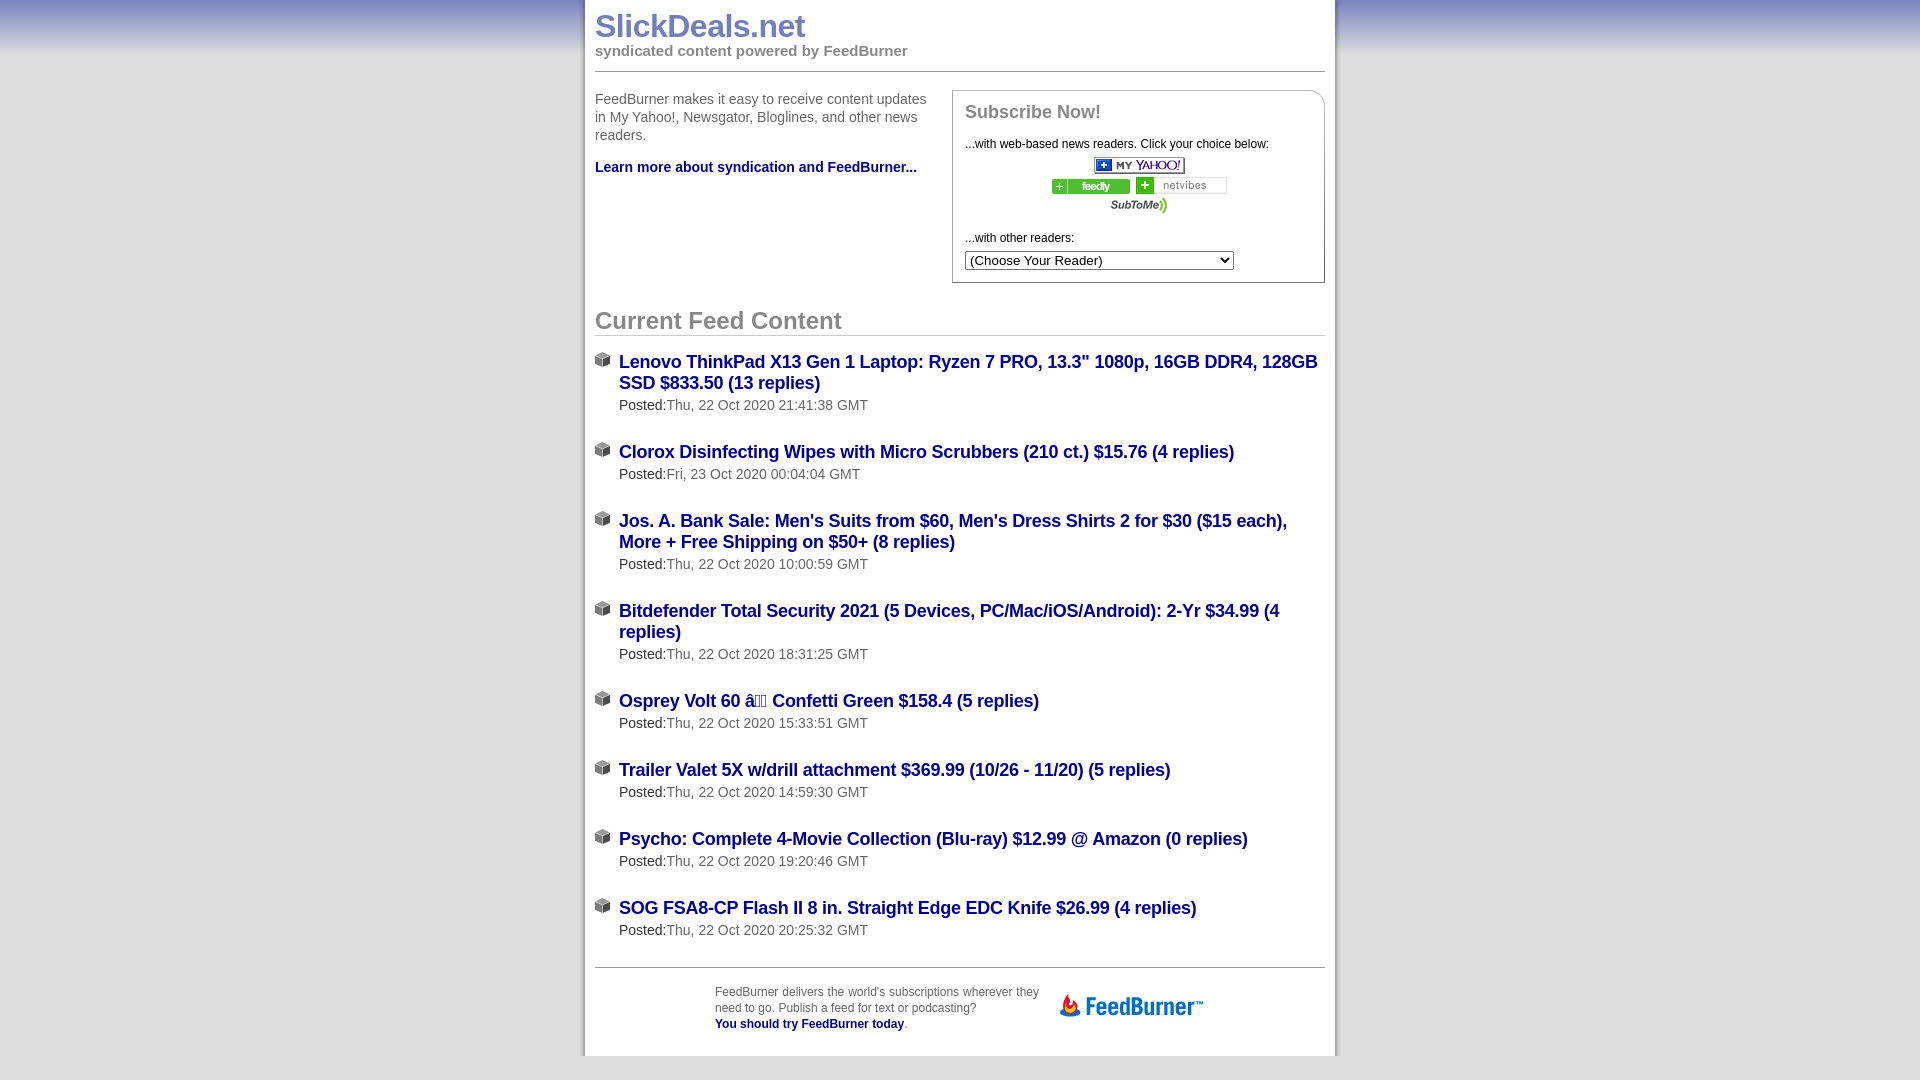 SlickDeals.net
syndicated content powered by FeedBurner
FeedBurner makes it easy to receive content updates
in My Yahoo!, Newsgator, Bloglines, and other news
readers.
Learn more about syndication and FeedBurner...
Subscribe Now!
...with web-based news readers. Click your choice below:
MY YAHOO!
feedly
netvibes
SubToMe
...with other readers:
(Choose Your Reader)
Current Feed Content
Lenovo ThinkPad X13 Gen 1 Laptop: Ryzen 7 PRO, 13.3" 1080p, 16GB DDR4, 128GB
SSD $833.50 (13 replies)
Posted:Thu, 22 Oct 2020 21:41:38 GMT
Clorox Disinfecting Wipes with Micro Scrubbers (210 ct.) $15.76 (4 replies)
Posted:Fri, 23 Oct 2020 00:04:04 GMT
Jos. A. Bank Sale: Men's Suits from $60, Men's Dress Shirts 2 for $30 ($15 each),
More + Free Shipping on $50+ (8 replies)
Posted:Thu, 22 Oct 2020 10:00:59 GMT
Bitdefender Total Security 2021 (5 Devices, PC/Mac/iOS/Android): 2-Yr $34.99 (4
replies)
Posted:Thu, 22 Oct 2020 18:31:25 GMT
Osprey Volt 60 â Confetti Green $158.4 (5 replies)
Posted:Thu, 22 Oct 2020 15:33:51 GMT
Trailer Valet 5X w/drill attachment $369.99 (10/26 - 11/20) (5 replies)
Posted:Thu, 22 Oct 2020 14:59:30 GMT
Psycho: Complete 4-Movie Collection (Blu-ray) $12.99 @ Amazon (0 replies)
Posted:Thu, 22 Oct 2020 19:20:46 GMT
SOG FSA8-CP Flash II 8 in. Straight Edge EDC Knife $26.99 (4 replies)
Posted:Thu, 22 Oct 2020 20:25:32 GMT
FeedBurner delivers the world's subscriptions wherever they
need to go. Publish a feed for text or podcasting?
You should try FeedBurner today.
FeedBurner™